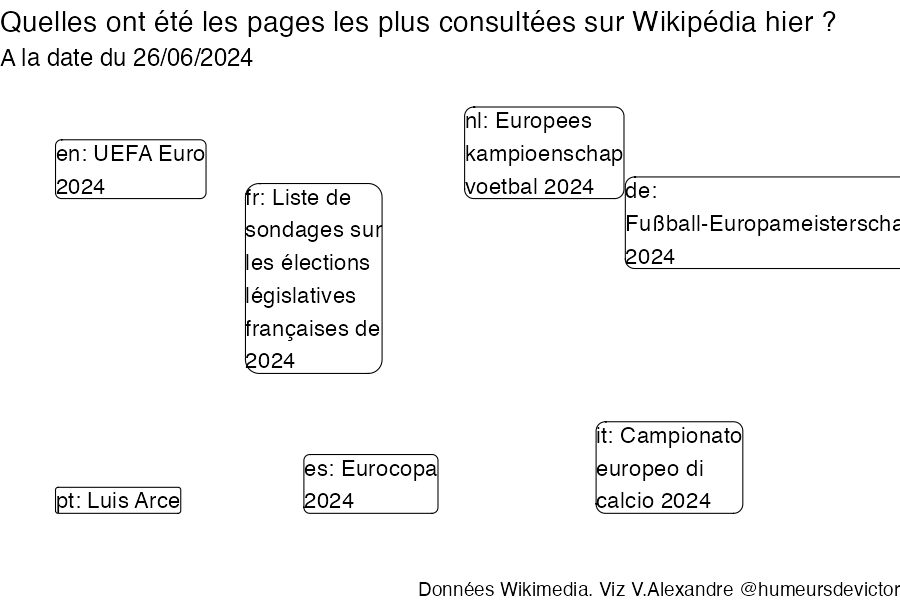 Quelles ont été les pages les plus consultées sur Wikipédia hier ?
A la date du 26/06/2024
en: UEFA Euro
2024
fr: Liste de
sondages sur
les élections
législatives
françaises de
2024
nl: Europees
kampioenschap
voetbal 2024
de:
Fußball-Europameisterscha
2024
pt: Luis Arce
es: Eurocopa
2024
it: Campionato
europeo di
calcio 2024
Données Wikimedia. Viz V.Alexandre @humeursdevictor